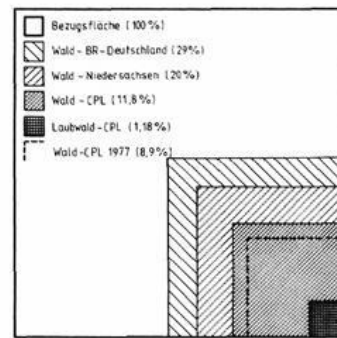 Bezugsfläche (100%)
Wald-BR-Deutschland (29%)
Wald-Niedersachsen (20%)
Wald-CPL (11,8%)
Laubwald-CPL (1,18%)
Wald-CPL 1977 (8,9%)